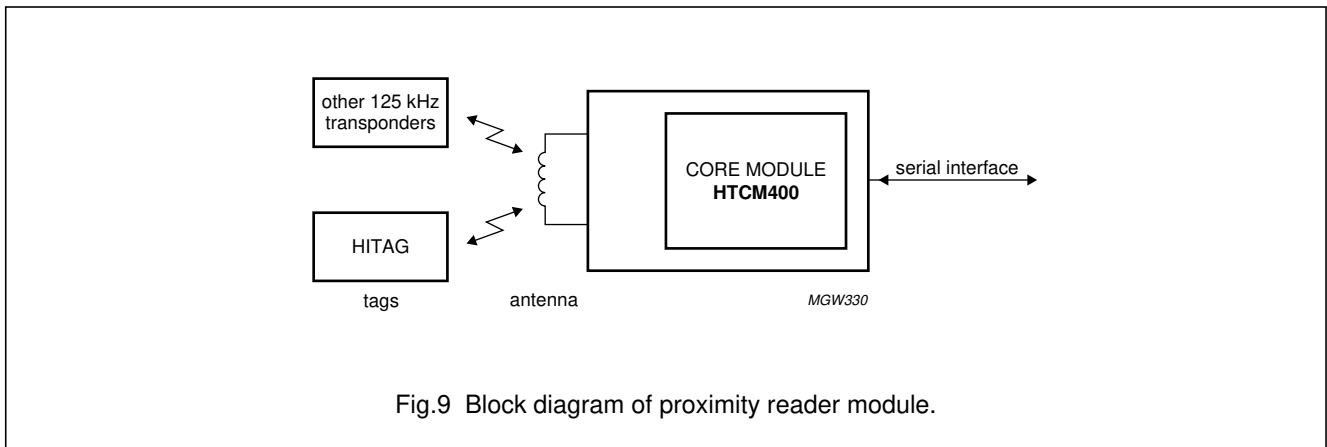 other 125 kHz
transponders
HITAG
tags
antenna
CORE MODULE
HTCM400
serial interface
MGW330
Fig.9 Block diagram of proximity reader module.